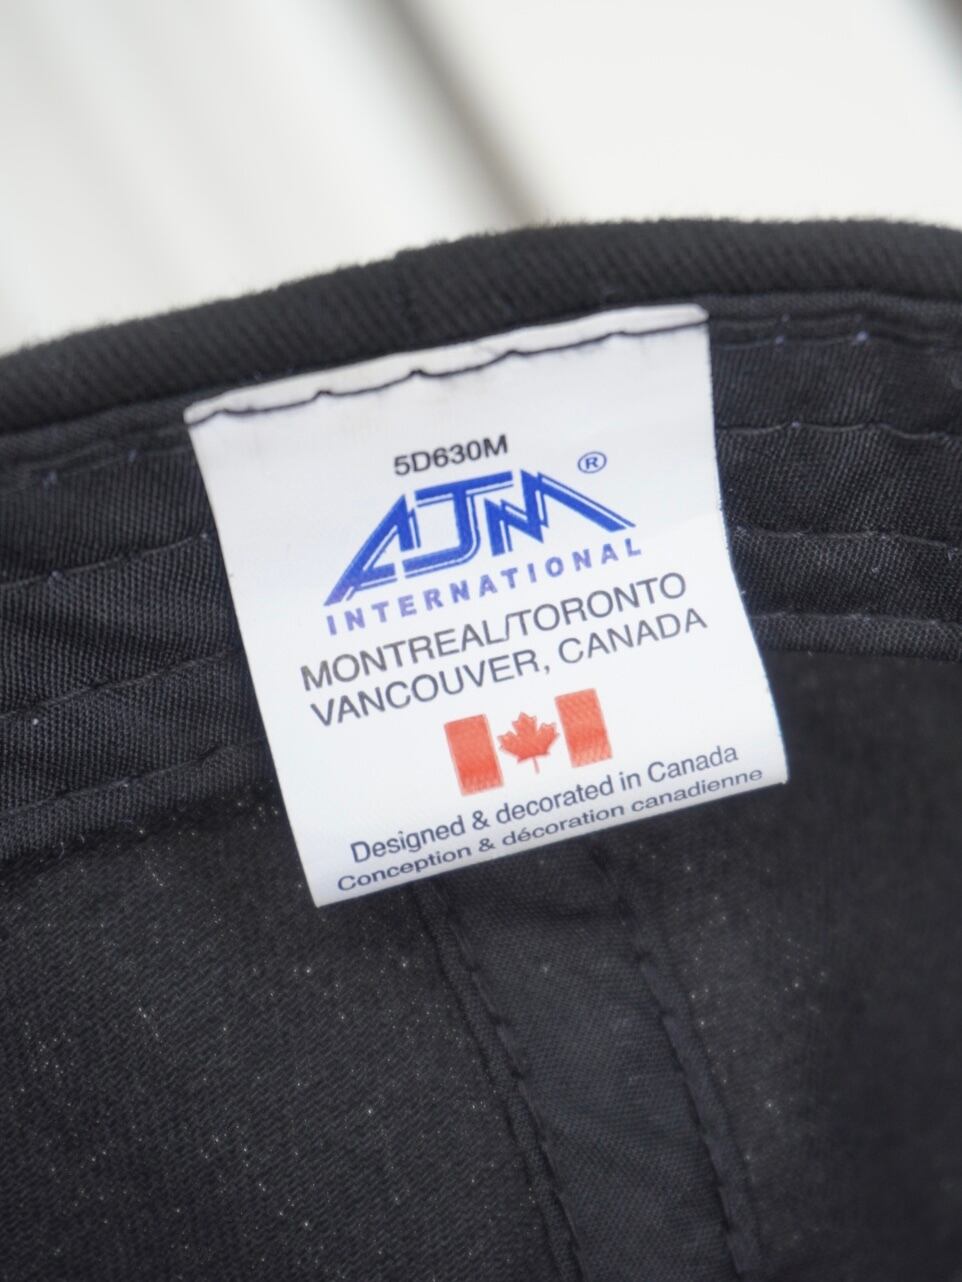 5D630M
AJM®
INTERNATIONAL
MONTREAL/TORONTO
VANCOUVER, CANADA
Designed & decorated in Canada
Conception & décoration canadienne